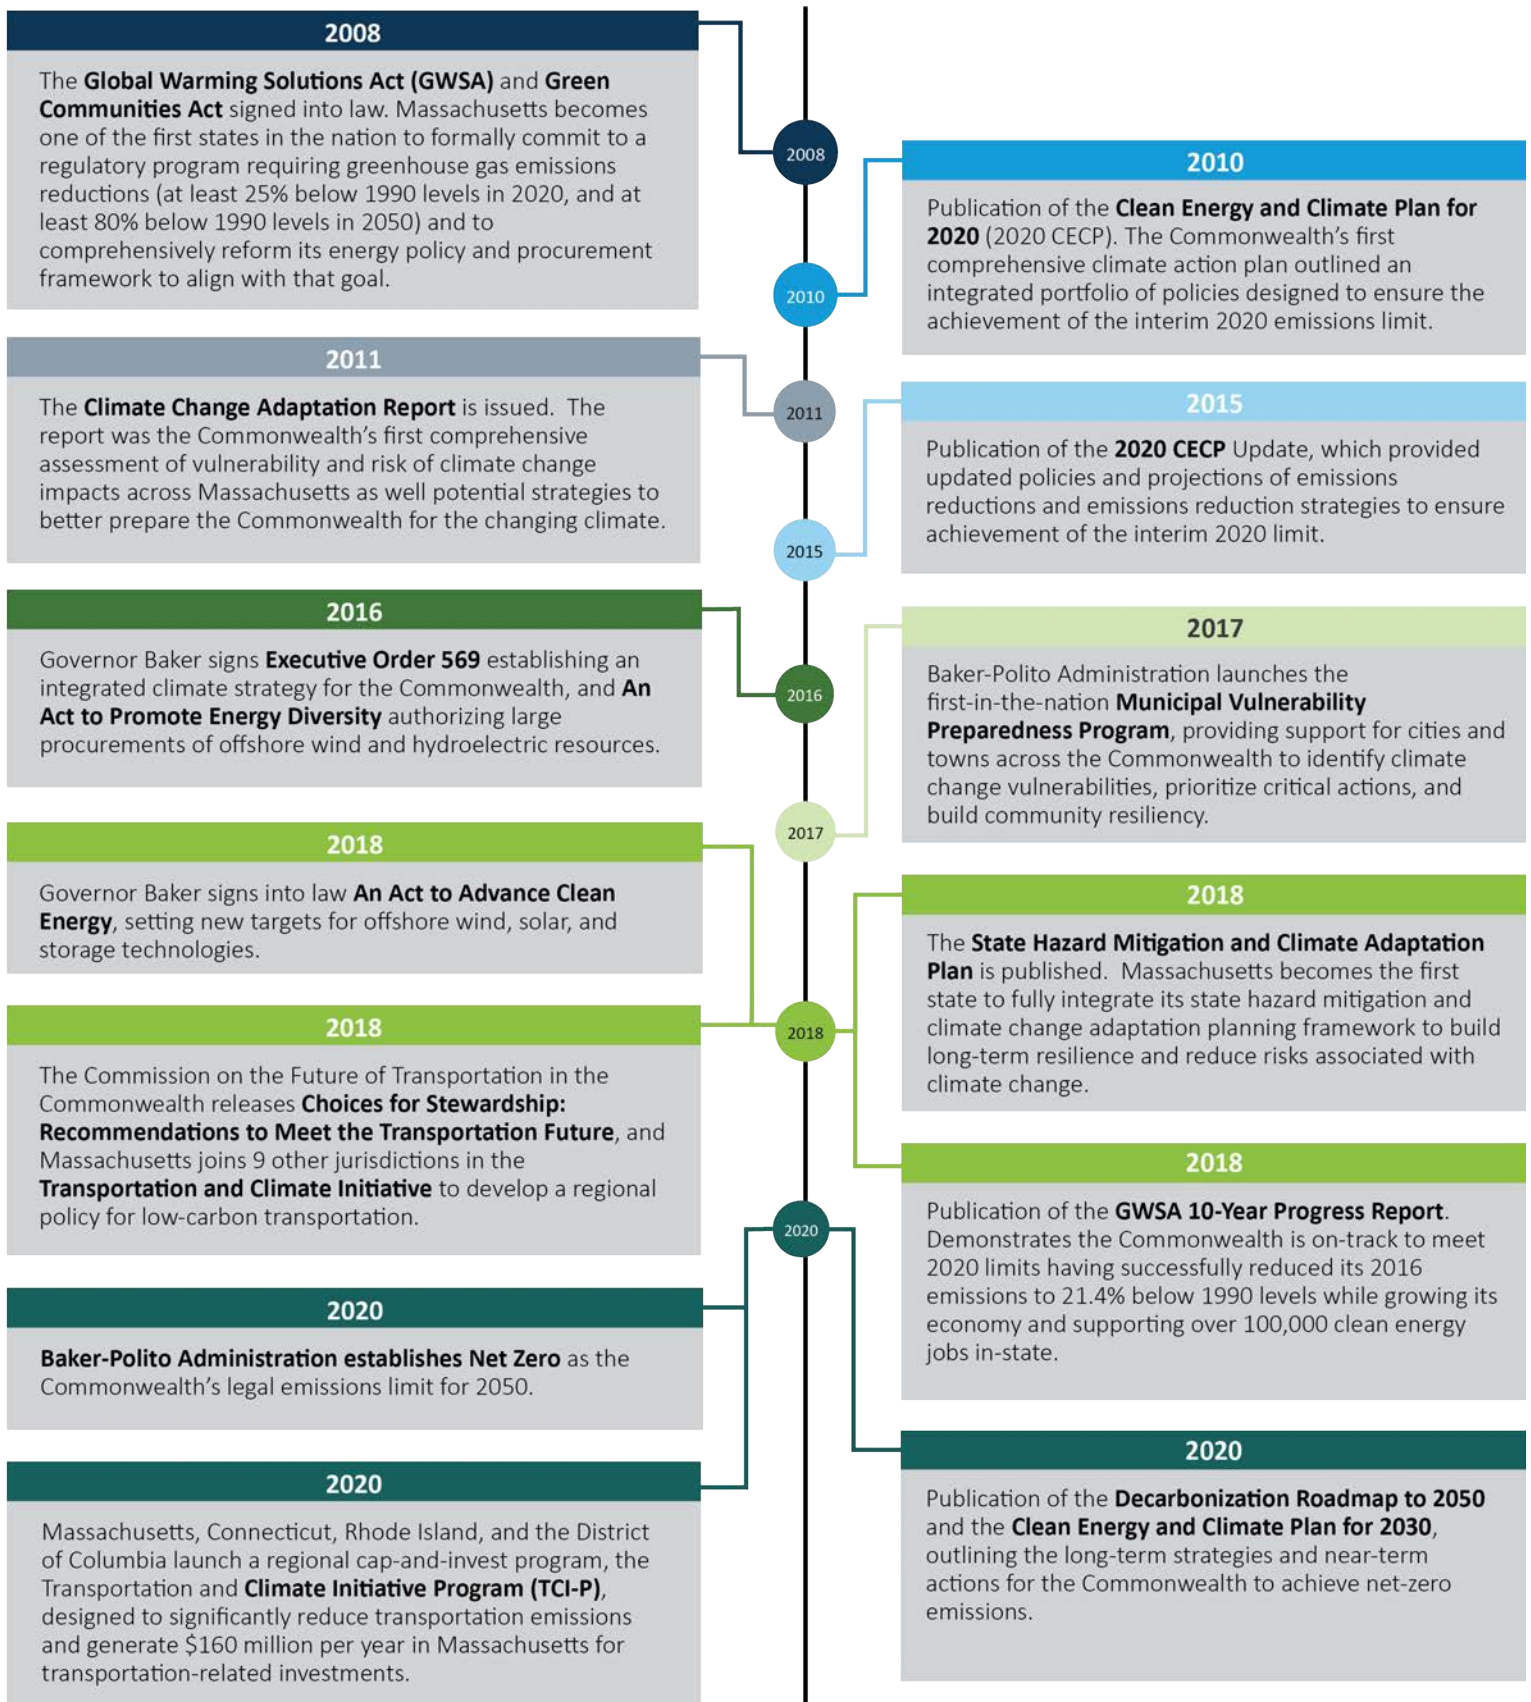 2008
The Global Warming Solutions Act (GWSA) and Green
Communities Act signed into law. Massachusetts becomes
one of the first states in the nation to formally commit to a
regulatory program requiring greenhouse gas emissions
reductions (at least 25% below 1990 levels in 2020, and at
least 80% below 1990 levels in 2050) and to
comprehensively reform its energy policy and procurement
framework to align with that goal.
2008
2010
Publication of the Clean Energy and Climate Plan for
2020 (2020 CECP). The Commonwealth's first
comprehensive climate action plan outlined an
integrated portfolio of policies designed to ensure the
achievement of the interim 2020 emissions limit.
2010
2011
The Climate Change Adaptation Report is issued.  The
report was the Commonwealth's first comprehensive
assessment of vulnerability and risk of climate change
impacts across Massachusetts as well potential strategies to
better prepare the Commonwealth for the changing climate.
2011
2015
Publication of the 2020 CECP Update, which provided
updated policies and projections of emissions
reductions and emissions reduction strategies to ensure
achievement of the interim 2020 limit.
2015
2016
Governor Baker signs Executive Order 569 establishing an
integrated climate strategy for the Commonwealth, and An
Act to Promote Energy Diversity authorizing large
procurements of offshore wind and hydroelectric resources.
2016
2017
Baker-Polito Administration launches the
first-in-the-nation Municipal Vulnerability
Preparedness Program, providing support for cities and
towns across the Commonwealth to identify climate
change vulnerabilities, prioritize critical actions, and
build community resiliency.
2017
2018
Governor Baker signs into law An Act to Advance Clean
Energy, setting new targets for offshore wind, solar, and
storage technologies.
2018
The State Hazard Mitigation and Climate Adaptation
Plan is published.  Massachusetts becomes the first
state to fully integrate its state hazard mitigation and
climate change adaptation planning framework to build
long-term resilience and reduce risks associated with
climate change.
2018
2018
The Commission on the Future of Transportation in the
Commonwealth releases Choices for Stewardship:
Recommendations to Meet the Transportation Future, and
Massachusetts joins 9 other jurisdictions in the
Transportation and Climate Initiative to develop a regional
policy for low-carbon transportation.
2018
Publication of the GWSA 10-Year Progress Report.
Demonstrates the Commonwealth is on-track to meet
2020 limits having successfully reduced its 2016
emissions to 21.4% below 1990 levels while growing its
economy and supporting over 100,000 clean energy
jobs in-state.
2020
2020
Baker-Polito Administration establishes Net Zero as the
Commonwealth's legal emissions limit for 2050.
2020
Massachusetts, Connecticut, Rhode Island, and the District
of Columbia launch a regional cap-and-invest program, the
Transportation and Climate Initiative Program (TCI-P),
designed to significantly reduce transportation emissions
and generate $160 million per year in Massachusetts for
transportation-related investments.
2020
Publication of the Decarbonization Roadmap to 2050
and the Clean Energy and Climate Plan for 2030,
outlining the long-term strategies and near-term
actions for the Commonwealth to achieve net-zero
emissions.